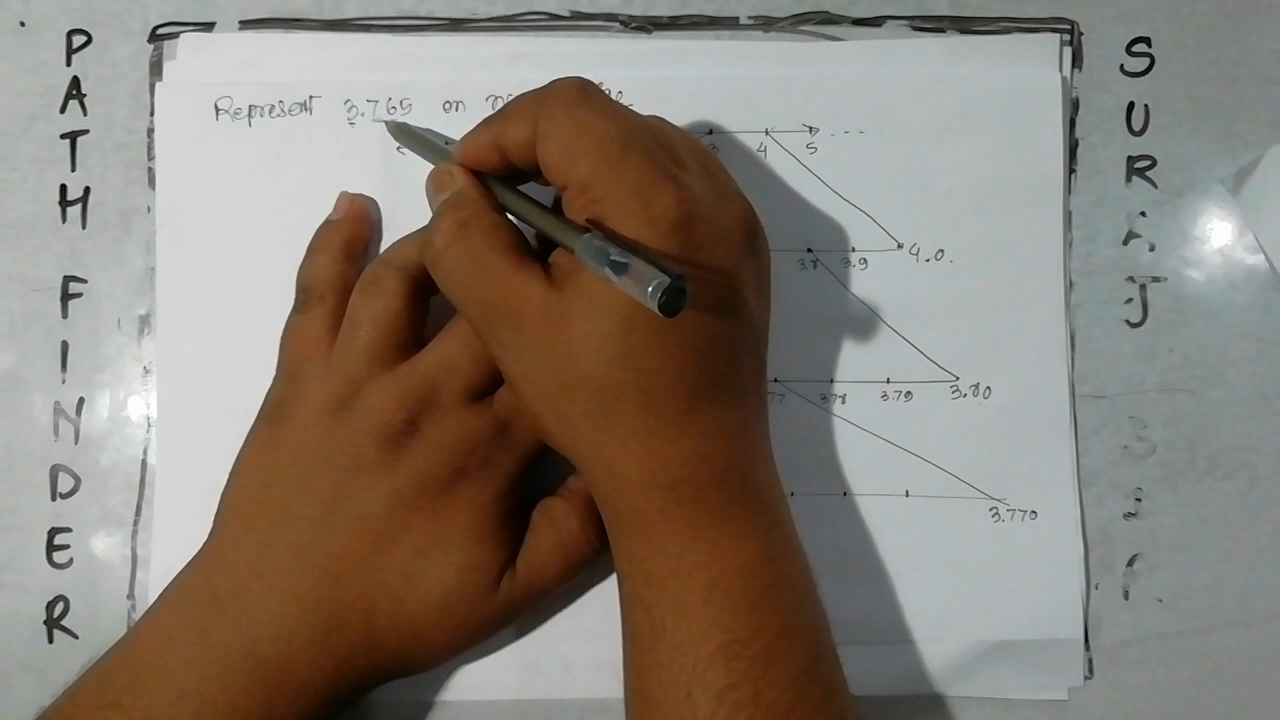 PATH FINDER
Represent 3.765 on
3 4 5 ...
3.8 3.9 4.0.
77 3.78 3.79 3.80
3.770
S U R
J